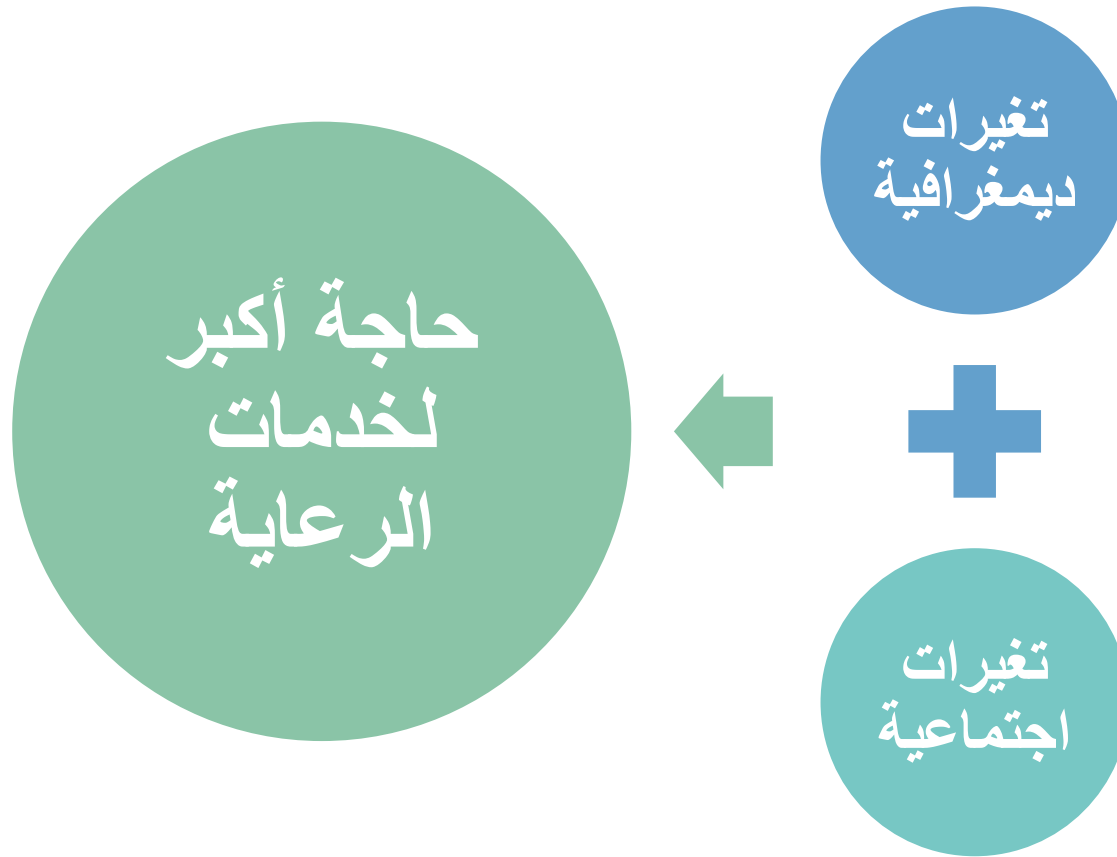 تغيرات
ديمغرافية
تغيرات
اجتماعية
حاجة أكبر
لخدمات
الرعاية